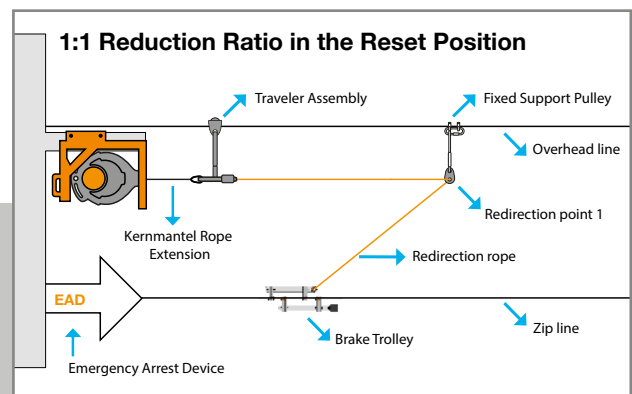 1:1 Reduction Ratio in the Reset Position
Traveler Assembly
Fixed Support Pulley
Overhead line
Redirection point 1
Kernmantel Rope
Extension
Redirection rope
EAD
Zip line
Brake Trolley
Emergency Arrest Device